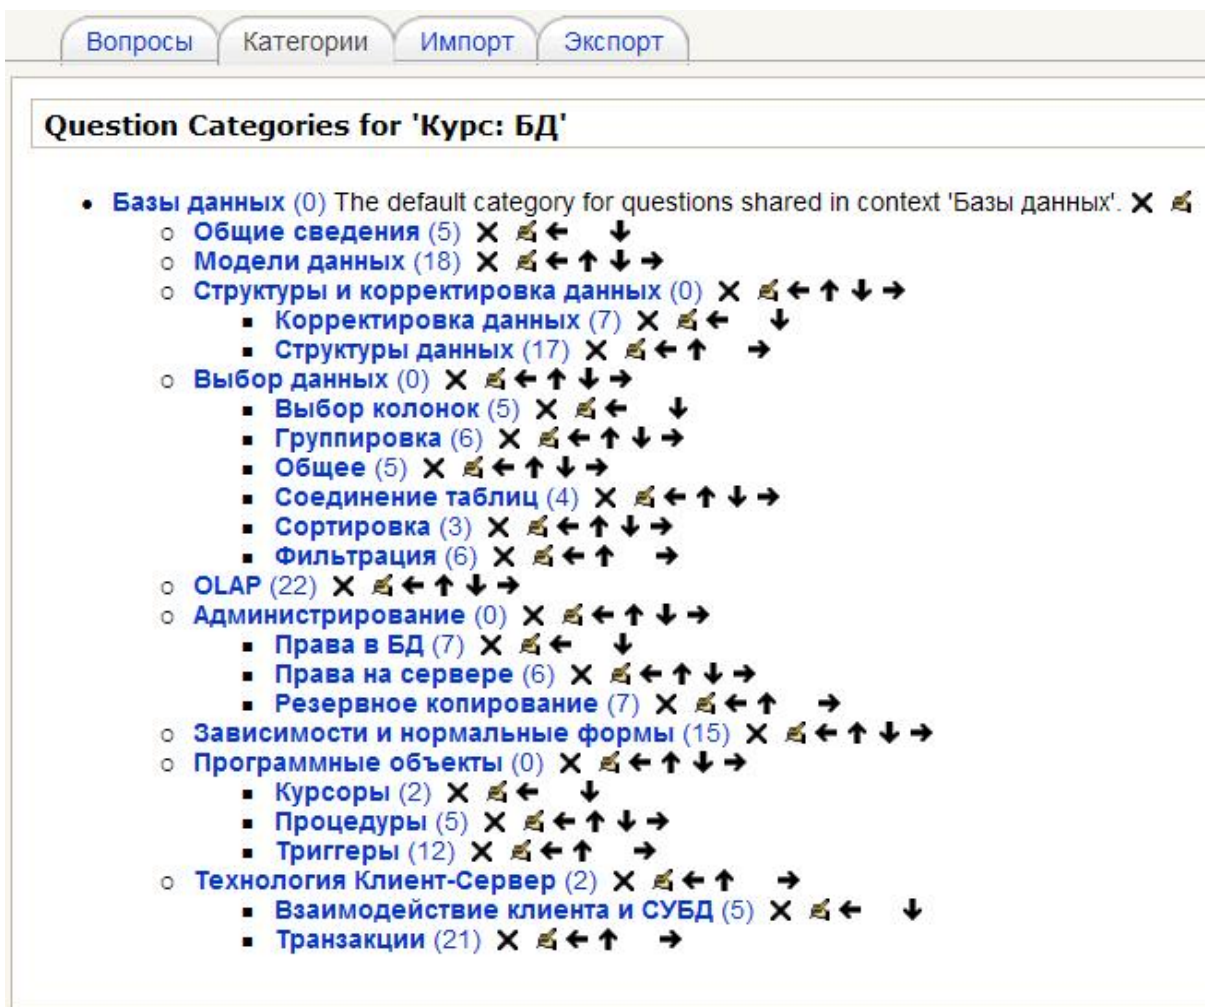 Вопросы Категории Импорт Экспорт
Question Categories for 'Курс: БД'
Базы данных (0) The default category for questions shared in context 'Базы данных'.
Общие сведения (5)
Модели данных (18)
Структуры и корректировка данных (0)
Корректировка данных (7)
Структуры данных (17)
Выбор данных (0)
Выбор колонок (5)
Группировка (6)
Общее (5)
Соединение таблиц (4)
Сортировка (3)
Фильтрация (6)
OLAP (22)
Администрирование (0)
Права в БД (7)
Права на сервере (6)
Резервное копирование (7)
Зависимости и нормальные формы (15)
Программные объекты (0)
Курсоры (2)
Процедуры (5)
Триггеры (12)
Технология Клиент-Сервер (2)
Взаимодействие клиента и СУБД (5)
Транзакции (21)